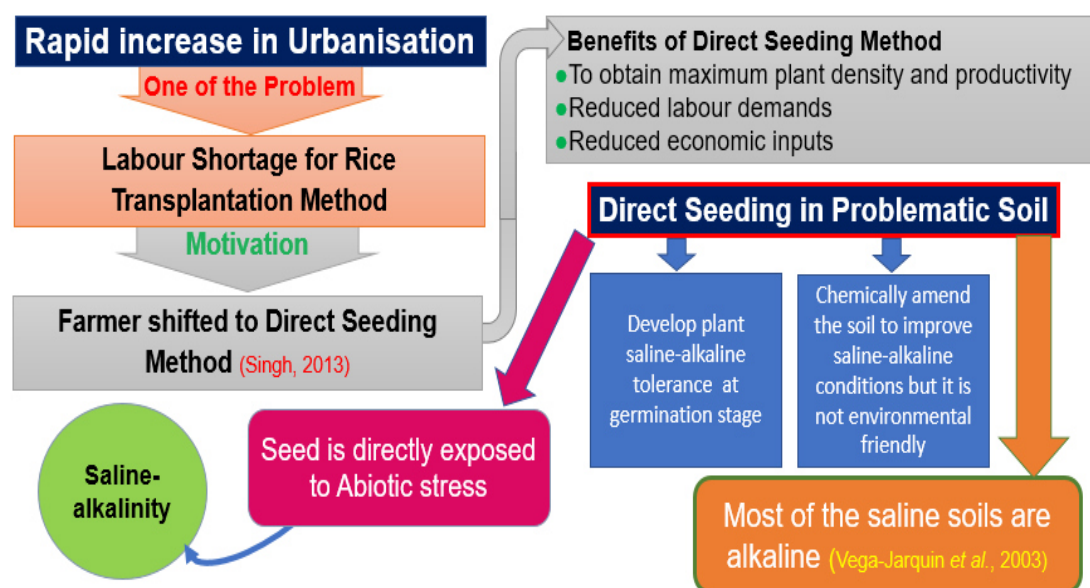 Rapid increase in Urbanisation
One of the Problem
Labour Shortage for Rice
Transplantation Method
Motivation
Farmer shifted to Direct Seeding
Method (Singh, 2013)
Benefits of Direct Seeding Method
●To obtain maximum plant density and productivity
●Reduced labour demands
●Reduced economic inputs
Direct Seeding in Problematic Soil
Develop plant
saline-alkaline
tolerance at
germination stage
Chemically amend
the soil to improve
saline-alkaline
conditions but it is
not environmental
friendly
Seed is directly exposed
to Abiotic stress
Saline-
alkalinity
Most of the saline soils are
alkaline (Vega-Jarquin et al., 2003)